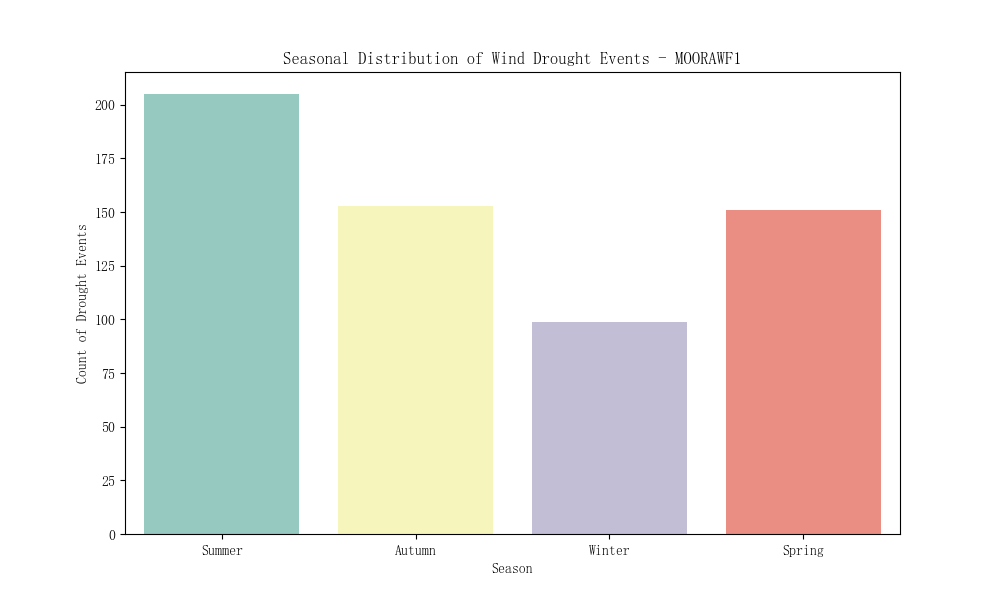 Seasonal Distribution of Wind Drought Events - MOORAWF1
Count of Drought Events
200
175
150
125
100
75
50
25
0
Summer
Autumn
Winter
Spring
Season